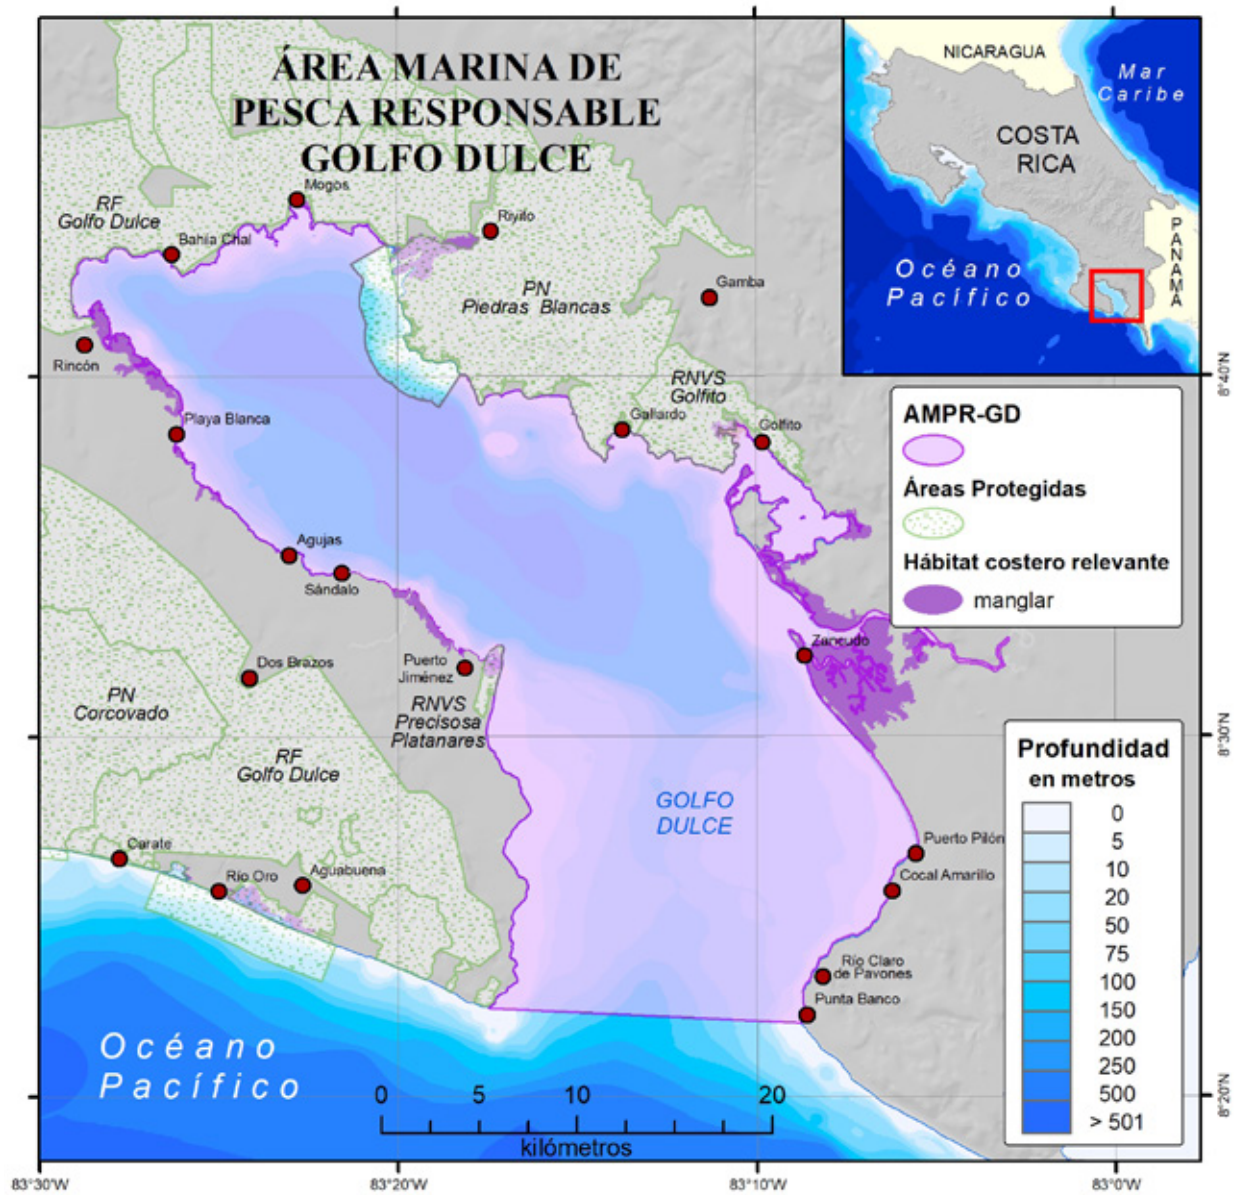 ÁREA MARINA DE
PESCA RESPONSABLE
GOLFO DULCE
NICARAGUA
Mar
Caribe
COSTA
RICA
PANAMÁ
Océano
Pacífico
Mogos
RF
Golfo Dulce
Bahía Chal
Riyito
Gamba
PN
Piedras Blancas
Rincón
RNVS
Golfito
Playa Blanca
Gallardo
Golfito
AMPR-GD
Áreas Protegidas
Hábitat costero relevante
manglar
Agujas
Sándalo
Zancudo
Dos Brazos
Puerto
Jiménez
PN
Corcovado
RNVS
Precisosa
Platanares
RF
Golfo Dulce
GOLFO
DULCE
Profundidad
en metros
0
5
10
20
50
75
100
150
200
250
500
> 501
Puerto Pilón
Carate
Cocal Amarillo
Río Oro
Aguabuena
Río Claro
de Pavones
Punta Banco
Océano
Pacífico
0 5 10 20
kilómetros
8°40'N
8°30'N
8°20'N
83°30'W 83°20'W 83°10'W 83°0'W